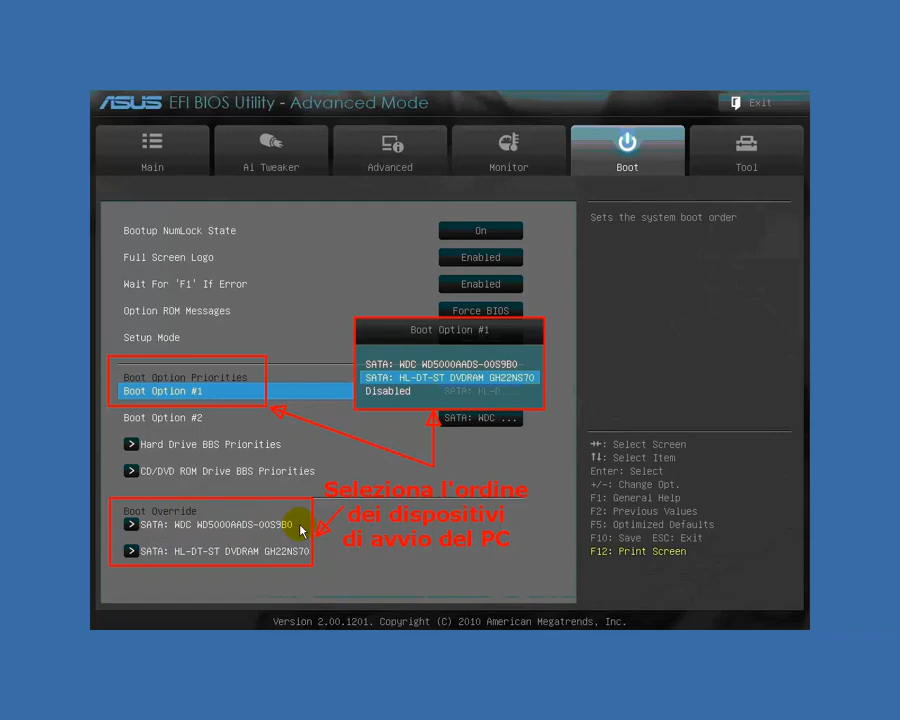 ASUS EFI BIOS Utility - Advanced Mode
Exit
Main
Ai Tweaker
Advanced
Monitor
Boot
Tool
Bootup NumLock State On
Full Screen Logo Enabled
Wait For 'F1' If Error Enabled
Option ROM Messages Force BIOS
Setup Mode
Boot Option #1
SATA: WDC WD5000AADS-00S9B0
SATA: HL-DT-ST DVDRAM GH22NS70
Disabled SATA: HL-D...
Boot Option Priorities
Boot Option #1
Boot Option #2 SATA: WDC ...
> Hard Drive BBS Priorities
> CD/DVD ROM Drive BBS Priorities
Boot Override
> SATA: WDC WD5000AADS-00S9B0
> SATA: HL-DT-ST DVDRAM GH22NS70
Seleziona l'ordine
dei dispositivi
di avvio del PC
Sets the system boot order
→←: Select Screen
↑↓: Select Item
Enter: Select
+/-: Change Opt.
F1: General Help
F2: Previous Values
F5: Optimized Defaults
F10: Save ESC: Exit
F12: Print Screen
Version 2.00.1201. Copyright (C) 2010 American Megatrends, Inc.